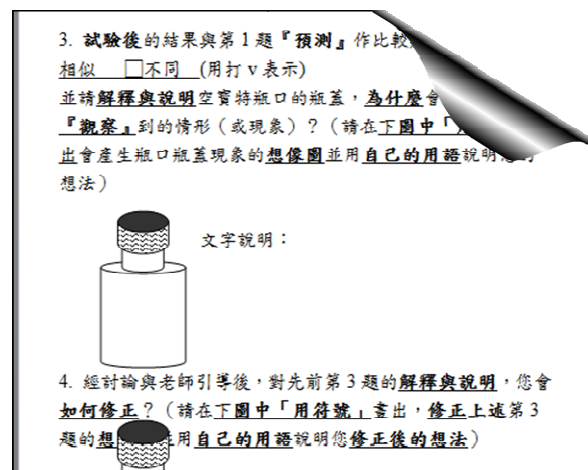 3. 試驗後的結果與第1題『預測』作比較
相似　□不同 (用打v表示)
並請解釋與說明空寶特瓶口的瓶蓋，為什麼會
『觀察』到的情形（或現象）？（請在下圖中「
出會產生瓶口瓶蓋現象的想像圖並用自己的用語說明
想法）
文字說明：
4. 經討論與老師引導後，對先前第3題的解釋與說明，您會
如何修正？（請在下圖中「用符號」畫出，修正上述第3
題的想 用自己的用語說明您修正後的想法）